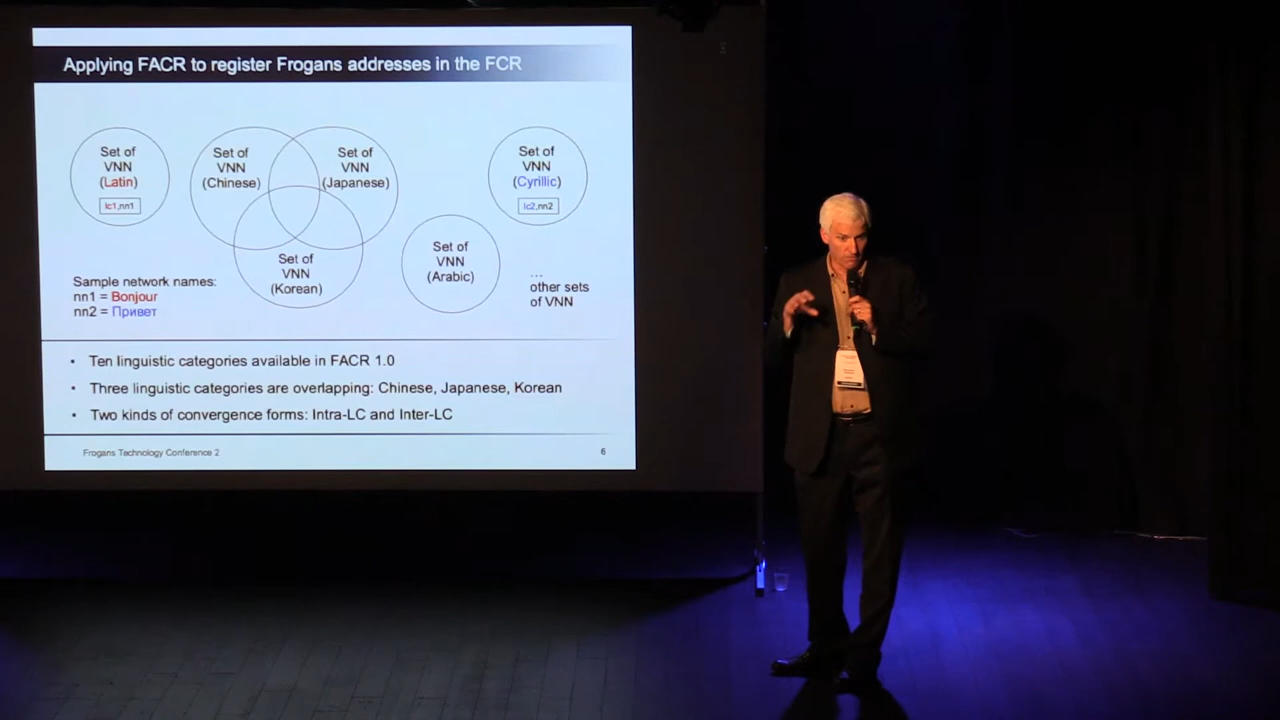 Applying FACR to register Frogans addresses in the FCR
Set of
VNN
(Latin)
lc1,nn1
Set of
VNN
(Chinese)
Set of
VNN
(Japanese)
Set of
VNN
(Cyrillic)
lc2,nn2
Set of
VNN
(Korean)
Set of
VNN
(Arabic)
...
other sets
of VNN
Sample network names:
nn1 = Bonjour
nn2 = Привет
• Ten linguistic categories available in FACR 1.0
• Three linguistic categories are overlapping: Chinese, Japanese, Korean
• Two kinds of convergence forms: Intra-LC and Inter-LC
Frogans Technology Conference 2
6